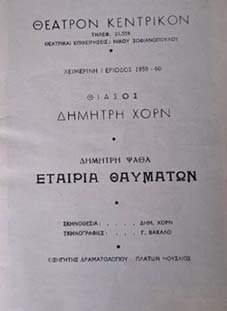 ΘΕΑΤΡΟΝ ΚΕΝΤΡΙΚΟΝ
ΤΗΛΕΦ.
ΘΕΑΤΡΙΚΑΙ ΕΠΙΧΕΙΡΗΣΕΙΣ: ΝΙΚΟΥ ΣΟΦΙΑΝΟΠΟΥΛΟΥ
ΧΕΙΜΕΡΙΝΗ ΠΕΡΙΟΔΟΣ 1959 - 60
ΘΙΑΣΟΣ
ΔΗΜΗΤΡΗ ΧΟΡΝ
ΔΗΜΗΤΡΗ ΨΑΘΑ
ΕΤΑΙΡΙΑ ΘΑΥΜΑΤΩΝ
ΣΚΗΝΟΘΕΣΙΑ: . . . . ΔΗΜ. ΧΟΡΝ
ΣΚΗΝΟΓΡΑΦΙΕΣ: . . . Γ. ΒΑΚΑΛΟ
ΕΙΣΗΓΗΤΗΣ ΔΡΑΜΑΤΟΛΟΓΙΟΥ: ΠΛΑΤΩΝ ΜΟΥΣΑΙΟΣ